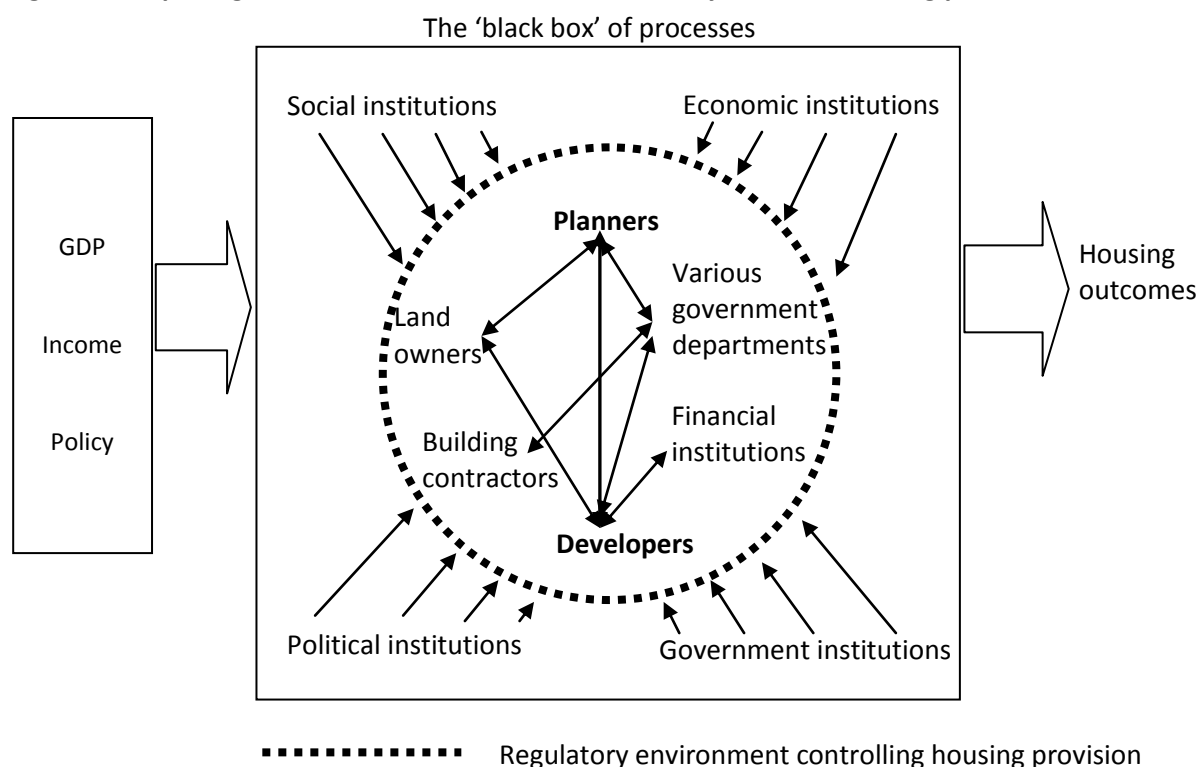 The ‘black box’ of processes
Social institutions
Economic institutions
GDP
Income
Policy
Planners
Land
owners
Various
government
departments
Building
contractors
Financial
institutions
Developers
Political institutions
Government institutions
Housing
outcomes
Regulatory environment controlling housing provision